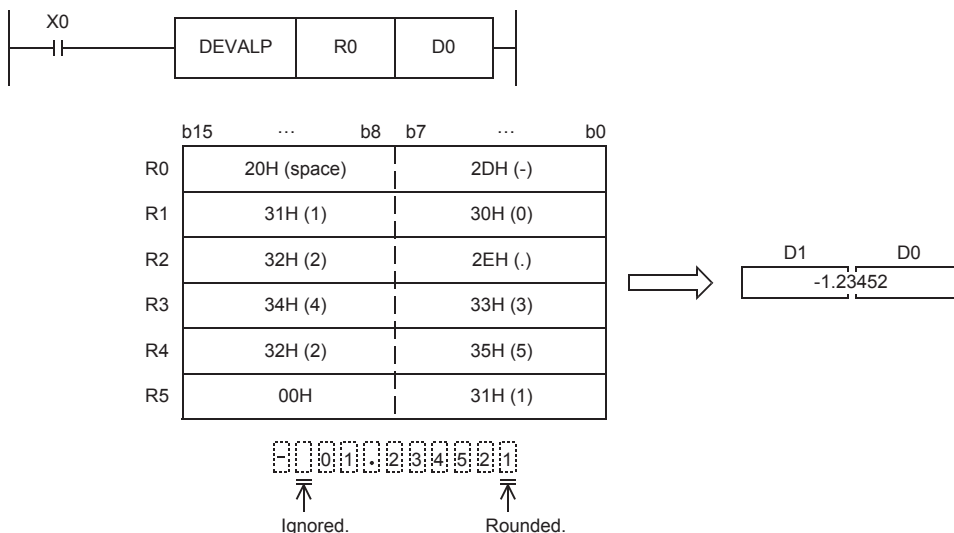 X0
DEVALP R0 D0
b15 ... b8 b7 ... b0
R0 20H (space) 2DH (-)
R1 31H (1) 30H (0)
R2 32H (2) 2EH (.)
D1 D0
R3 34H (4) 33H (3)
-1.23452
R4 32H (2) 35H (5)
R5 00H 31H (1)
- 0 1 . 2 3 4 5 2 1
Ignored. Rounded.